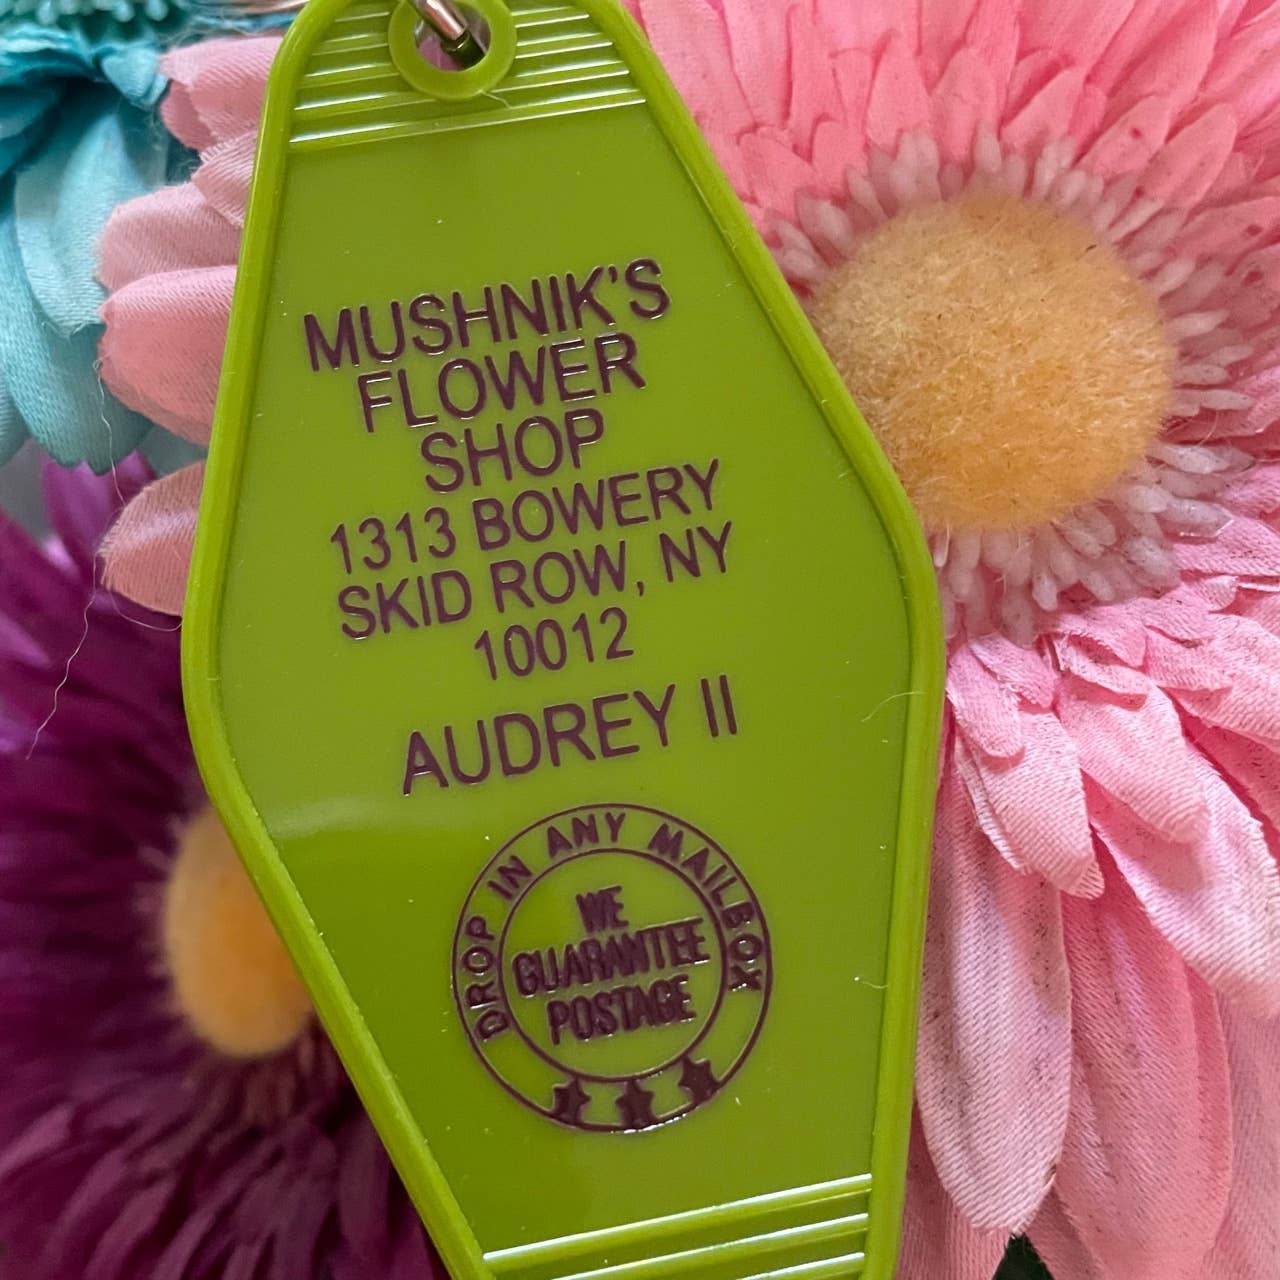 MUSHNIK'S
FLOWER
SHOP
1313 BOWERY
SKID ROW, NY
10012
AUDREY II
DROP IN ANY MAILBOX
WE
GUARANTEE
POSTAGE